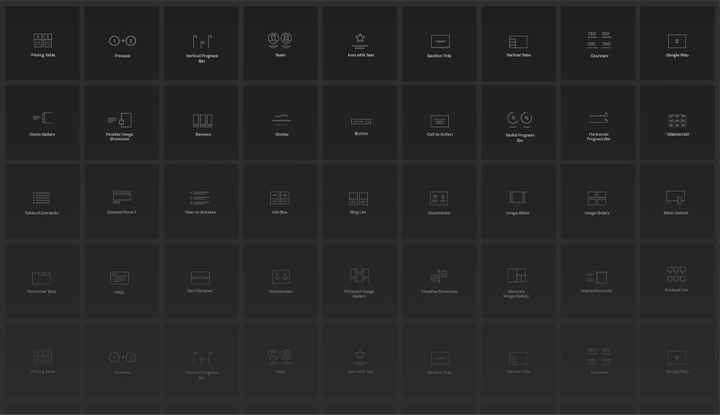 Pricing Table
Process
Vertical Progress
Bar
Team
Icon with Text
Section Title
Vertical Tabs
Counters
Google Map
Parallax Image
Showcase
Banners
Divider
Button
Call to Action
Radial Progress
Bar
Horizontal
Progress Bar
Clients List
Table of Contents
Contact Form 7
How-to Schema
Info Box
Blog List
Countdown
Image Slider
Image Gallery
Horizontal Tabs
FAQs
Text Marquee
Testimonials
Pinterest Image
Gallery
Timeline Showcase
Masonry
Image Gallery
Interactive Links
Product List
Pricing Table
Process
Vertical Progress
Bar
Team
Icon with Text
Section Title
Vertical Tabs
Counters
Google Map